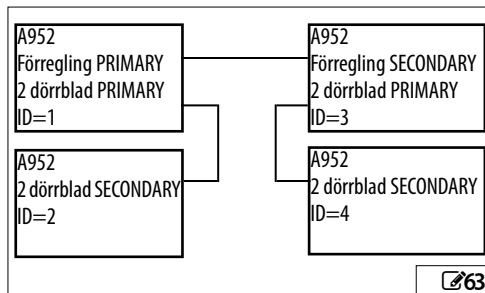 A952
Förregling PRIMARY
2 dörrblad PRIMARY
ID=1
A952
Förregling SECONDARY
2 dörrblad PRIMARY
ID=3
A952
2 dörrblad SECONDARY
ID=2
A952
2 dörrblad SECONDARY
ID=4
63